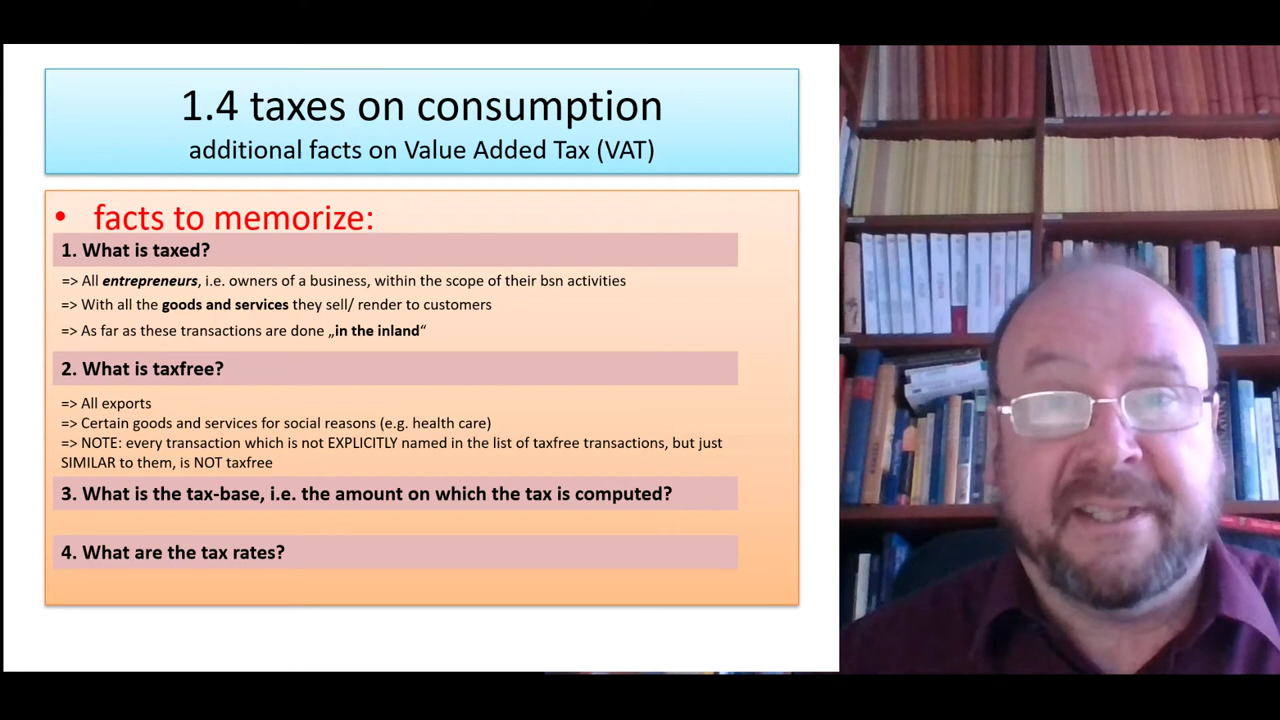 1.4 taxes on consumption
additional facts on Value Added Tax (VAT)
• facts to memorize:
1. What is taxed?
=> All entrepreneurs, i.e. owners of a business, within the scope of their bsn activities
=> With all the goods and services they sell/ render to customers
=> As far as these transactions are done „in the inland“
2. What is taxfree?
=> All exports
=> Certain goods and services for social reasons (e.g. health care)
=> NOTE: every transaction which is not EXPLICITLY named in the list of taxfree transactions, but just
SIMILAR to them, is NOT taxfree
3. What is the tax-base, i.e. the amount on which the tax is computed?
4. What are the tax rates?